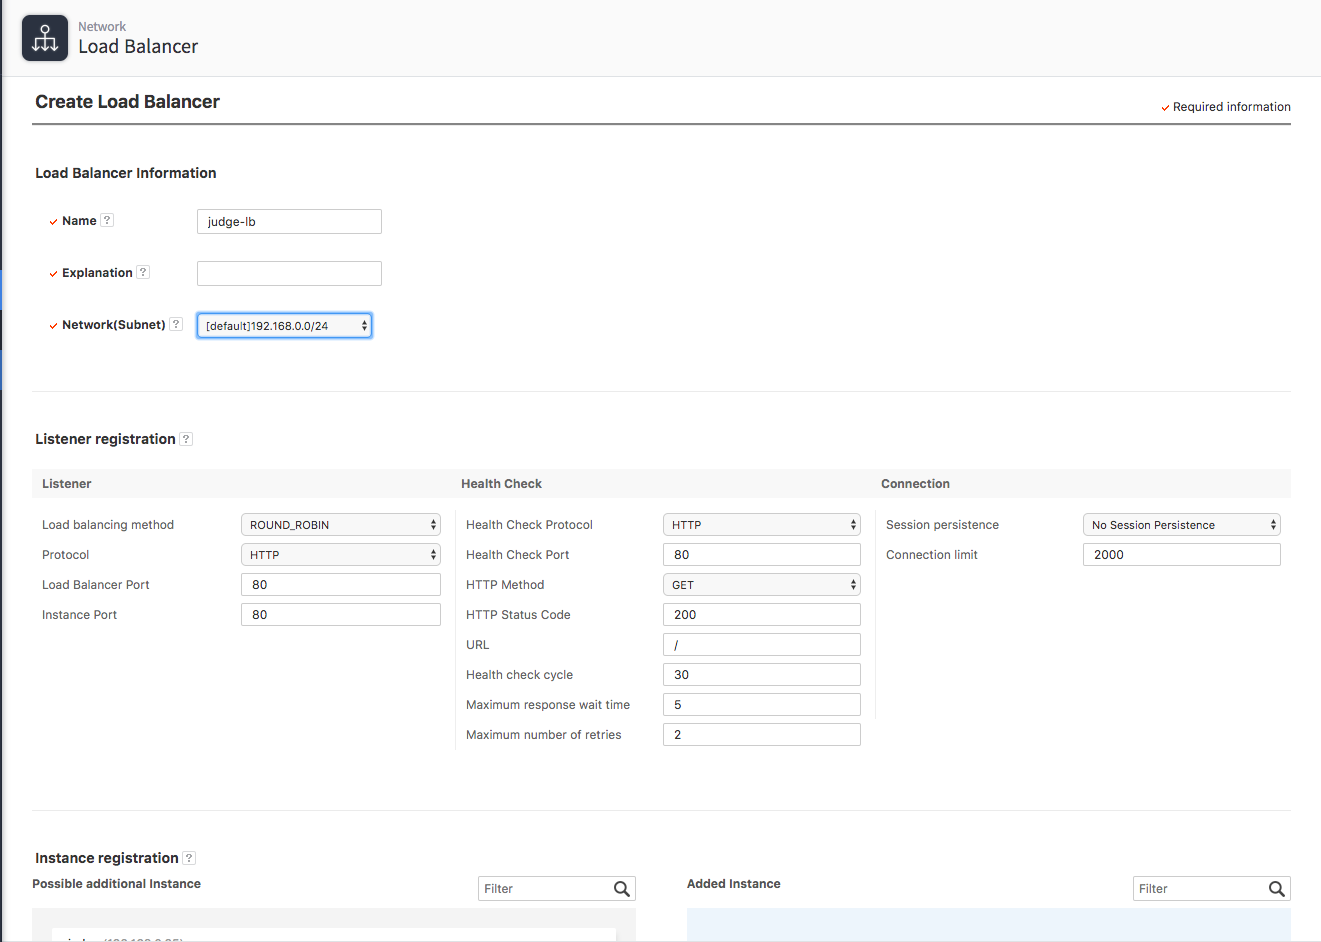 Network
Load Balancer
Create Load Balancer
Required information
Load Balancer Information
Name ?
judge-lb
Explanation ?
Network(Subnet) ?
[default]192.168.0.0/24
Listener registration ?
Listener Health Check Connection
Load balancing method ROUND_ROBIN Health Check Protocol HTTP Session persistence No Session Persistence
Protocol HTTP Health Check Port 80 Connection limit 2000
Load Balancer Port 80 HTTP Method GET
Instance Port 80 HTTP Status Code 200
URL /
Health check cycle 30
Maximum response wait time 5
Maximum number of retries 2
Instance registration ?
Possible additional Instance Filter Added Instance Filter